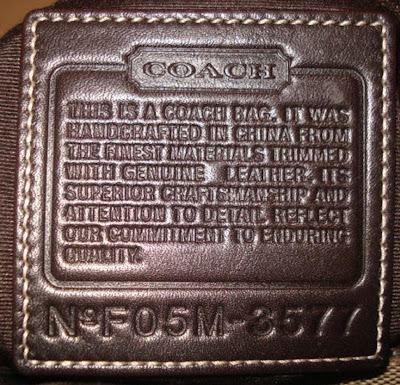 COACH
THIS IS A COACH BAG. IT WAS
HANDCRAFTED IN CHINA FROM
THE FINEST MATERIALS TRIMMED
WITH GENUINE LEATHER. ITS
SUPERIOR CRAFTSMANSHIP AND
ATTENTION TO DETAIL REFLECT
OUR COMMITMENT TO ENDURING
QUALITY.
NºF05M-3577